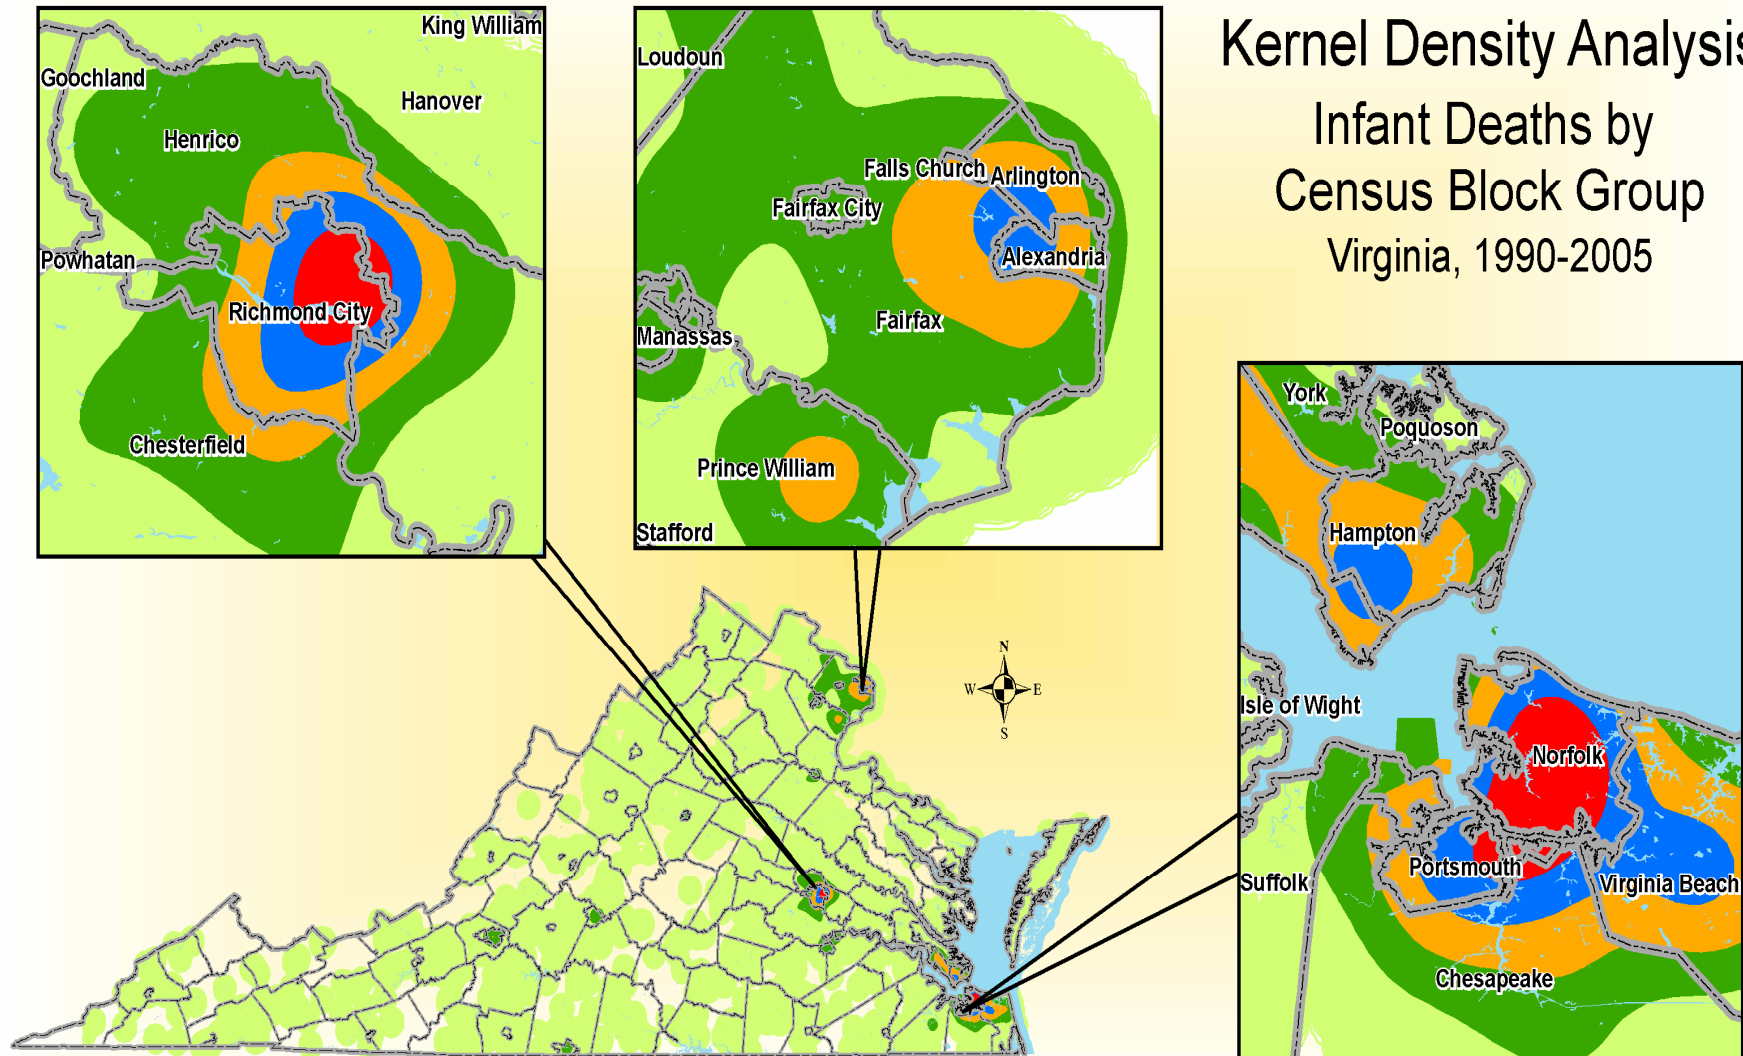 Kernel Density Analysis
Infant Deaths by
Census Block Group
Virginia, 1990-2005
King William
Goochland
Hanover
Henrico
Powhatan
Richmond City
Chesterfield
Loudoun
Falls Church
Arlington
Fairfax City
Alexandria
Fairfax
Manassas
Prince William
Stafford
York
Poquoson
Hampton
Isle of Wight
Norfolk
Portsmouth
Suffolk
Virginia Beach
Chesapeake
N
W
E
S